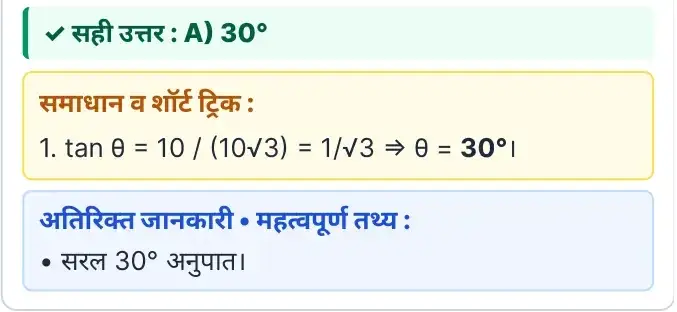 ✓ सही उत्तर : A) 30°
समाधान व शॉर्ट ट्रिक :
1. tan θ = 10 / (10√3) = 1/√3 ⇒ θ = 30°।
अतिरिक्त जानकारी • महत्वपूर्ण तथ्य :
• सरल 30° अनुपात।